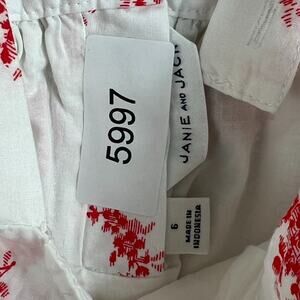 5997
JANIE AND JACK
6
MADE IN
INDONESIA